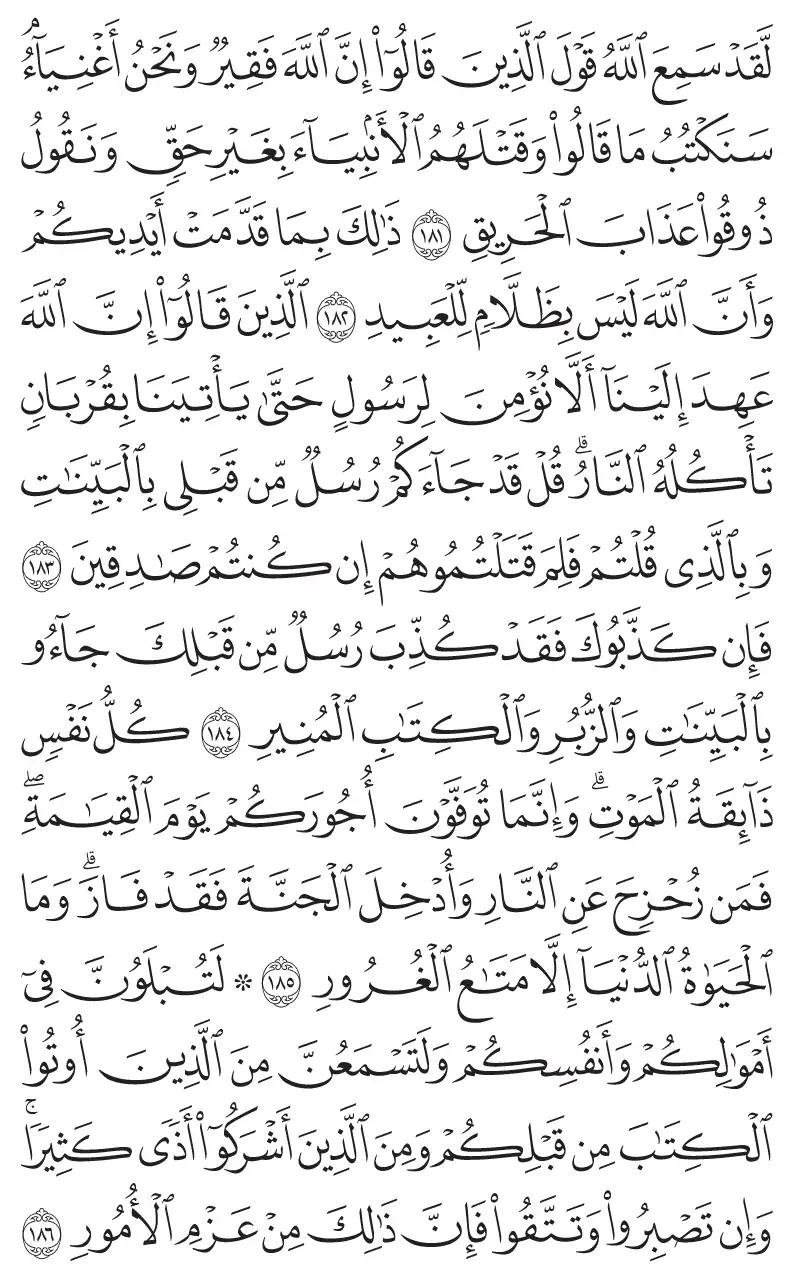 لَّقَدۡ سَمِعَ ٱللَّهُ قَوۡلَ ٱلَّذِينَ قَالُوٓاْ إِنَّ ٱللَّهَ فَقِيرٞ وَنَحۡنُ أَغۡنِيَآءُۘ
سَنَكۡتُبُ مَا قَالُواْ وَقَتۡلَهُمُ ٱلۡأَنۢبِيَآءَ بِغَيۡرِ حَقّٖ وَنَقُولُ
ذُوقُواْ عَذَابَ ٱلۡحَرِيقِ ١٨١ ذَٰلِكَ بِمَا قَدَّمَتۡ أَيۡدِيكُمۡ
وَأَنَّ ٱللَّهَ لَيۡسَ بِظَلَّامٖ لِّلۡعَبِيدِ ١٨٢ ٱلَّذِينَ قَالُوٓاْ إِنَّ ٱللَّهَ
عَهِدَ إِلَيۡنَآ أَلَّا نُؤۡمِنَ لِرَسُولٍ حَتَّىٰ يَأۡتِيَنَا بِقُرۡبَانٖ
تَأۡكُلُهُ ٱلنَّارُۗ قُلۡ قَدۡ جَآءَكُمۡ رُسُلٞ مِّن قَبۡلِي بِٱلۡبَيِّنَٰتِ
وَبِٱلَّذِي قُلۡتُمۡ فَلِمَ قَتَلۡتُمُوهُمۡ إِن كُنتُمۡ صَٰدِقِينَ ١٨٣
فَإِن كَذَّبُوكَ فَقَدۡ كُذِّبَ رُسُلٞ مِّن قَبۡلِكَ جَآءُو
بِٱلۡبَيِّنَٰتِ وَٱلزُّبُرِ وَٱلۡكِتَٰبِ ٱلۡمُنِيرِ ١٨٤ كُلُّ نَفۡسٖ
ذَآئِقَةُ ٱلۡمَوۡتِۗ وَإِنَّمَا تُوَفَّوۡنَ أُجُورَكُمۡ يَوۡمَ ٱلۡقِيَٰمَةِۖ
فَمَن زُحۡزِحَ عَنِ ٱلنَّارِ وَأُدۡخِلَ ٱلۡجَنَّةَ فَقَدۡ فَازَۗ وَمَا
ٱلۡحَيَوٰةُ ٱلدُّنۡيَآ إِلَّا مَتَٰعُ ٱلۡغُرُورِ ١٨٥ * لَتُبۡلَوُنَّ فِيٓ
أَمۡوَٰلِكُمۡ وَأَنفُسِكُمۡ وَلَتَسۡمَعُنَّ مِنَ ٱلَّذِينَ أُوتُواْ
ٱلۡكِتَٰبَ مِن قَبۡلِكُمۡ وَمِنَ ٱلَّذِينَ أَشۡرَكُوٓاْ أَذٗى كَثِيرٗاۚ
وَإِن تَصۡبِرُواْ وَتَتَّقُواْ فَإِنَّ ذَٰلِكَ مِنۡ عَزۡمِ ٱلۡأُمُورِ ١٨٦